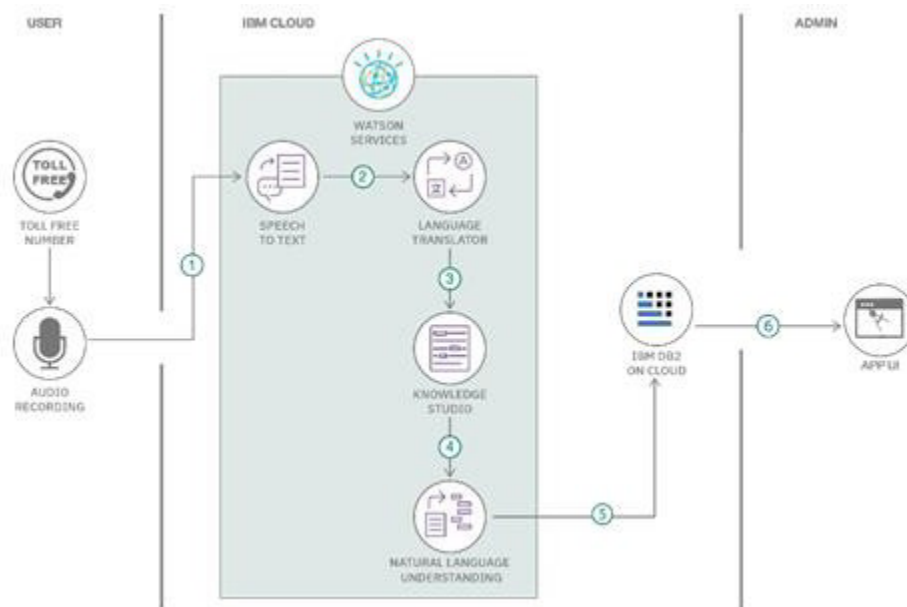 USER
IBM CLOUD
ADMIN
WATSON
SERVICES
TOLL
FREE
TOLL FREE
NUMBER
SPEECH
TO TEXT
2
A
文
LANGUAGE
TRANSLATOR
1
3
AUDIO
RECORDING
KNOWLEDGE
STUDIO
IBM DB2
ON CLOUD
6
APP UI
4
NATURAL LANGUAGE
UNDERSTANDING
5